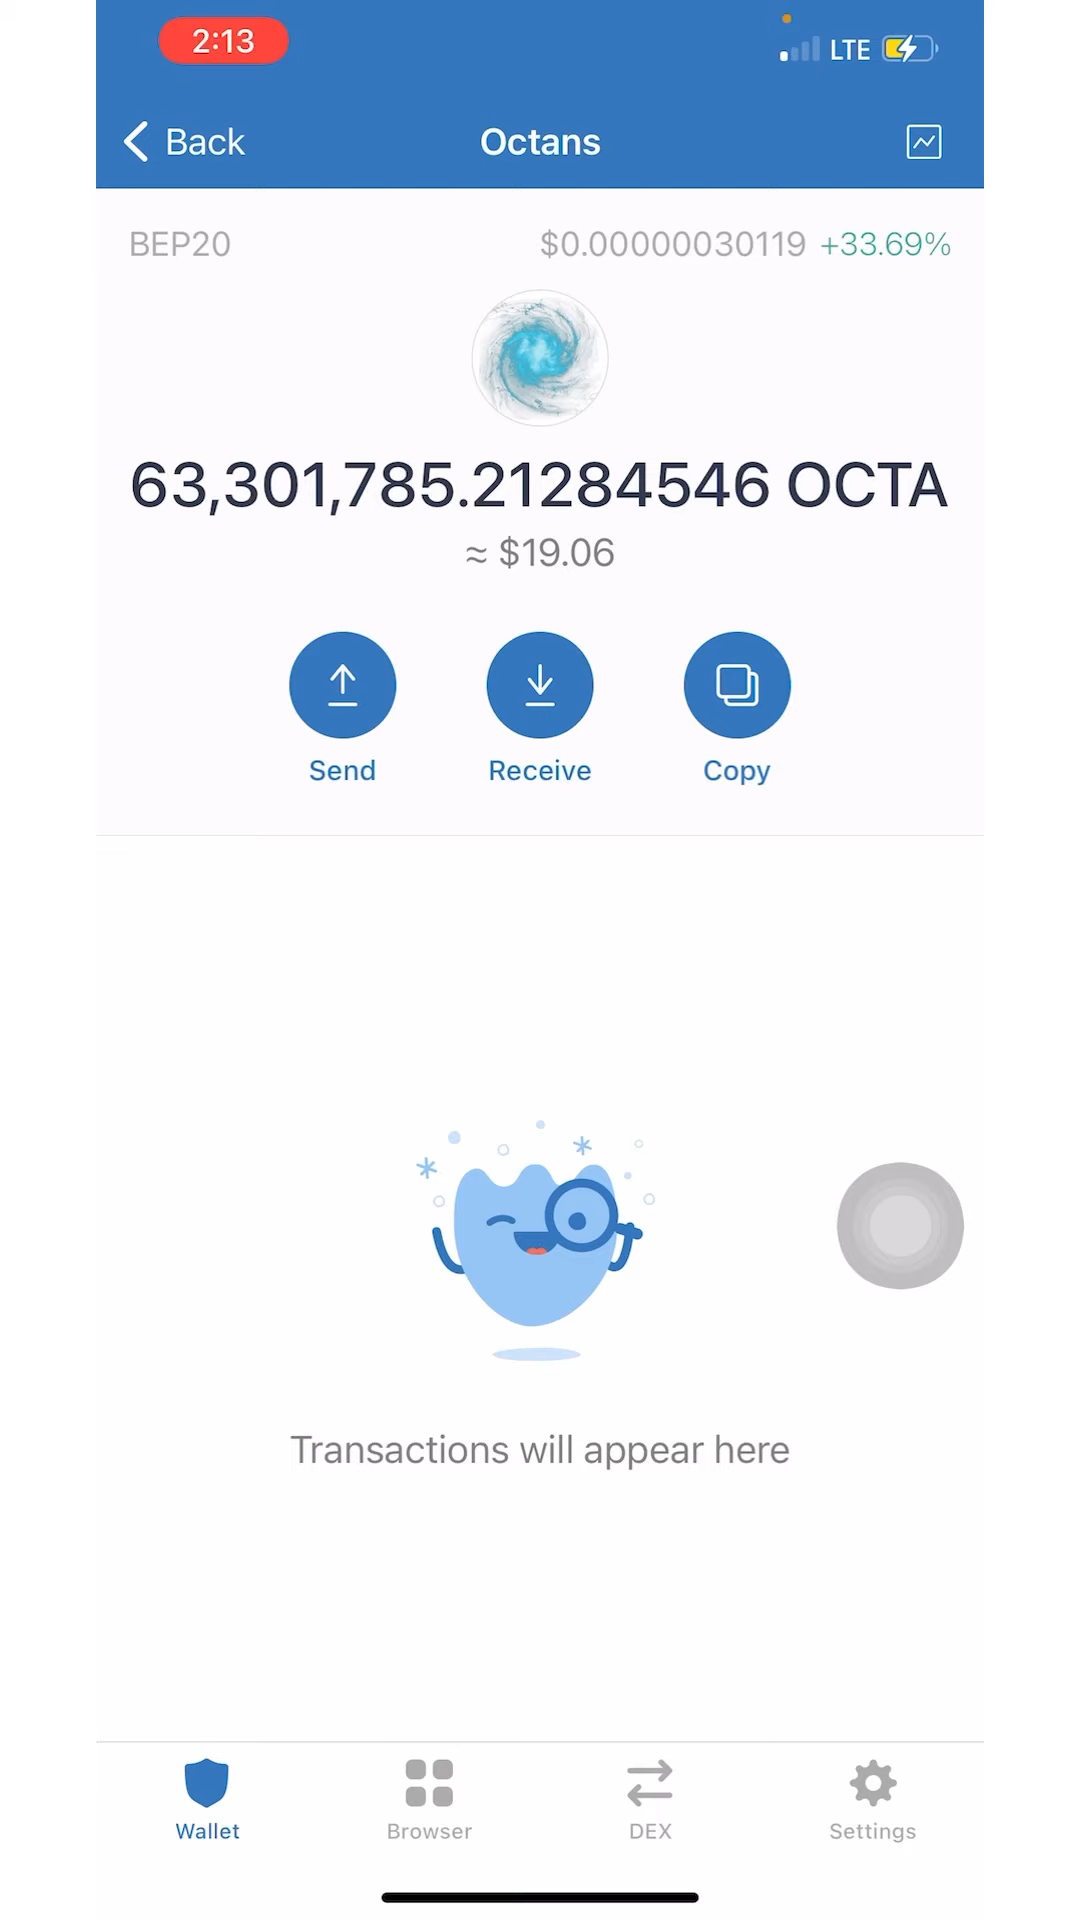 2:13
LTE
Back
Octans
BEP20
$0.00000030119 +33.69%
63,301,785.21284546 OCTA
≈ $19.06
Send
Receive
Copy
Transactions will appear here
Wallet
Browser
DEX
Settings